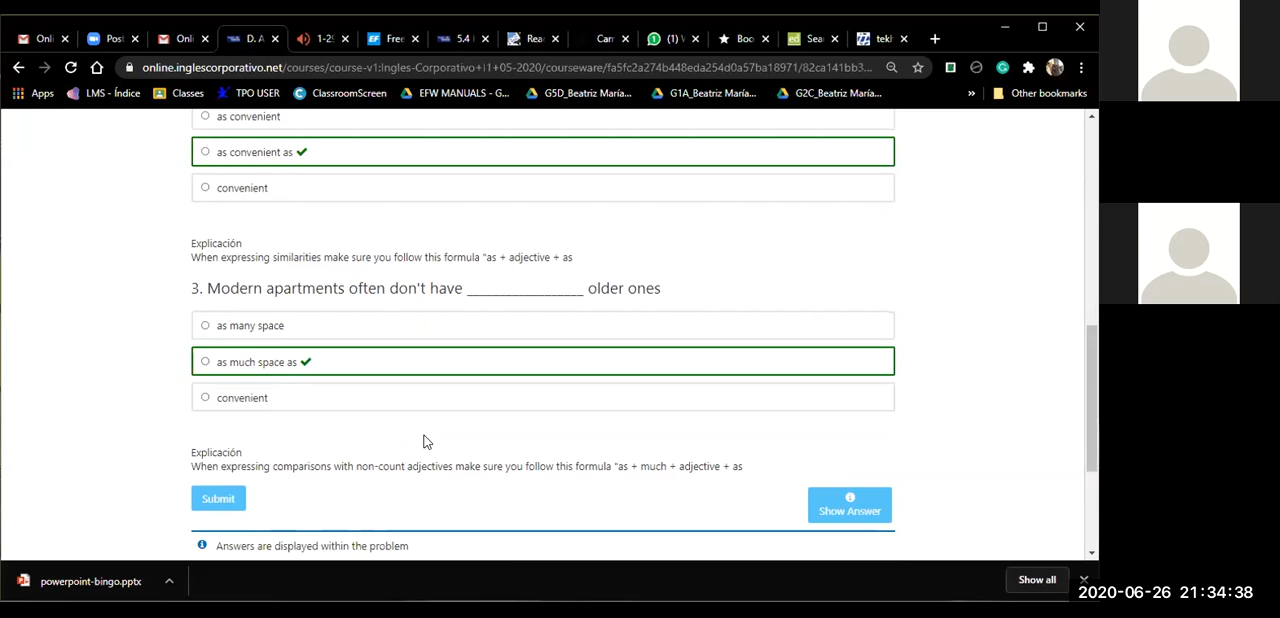 Onli
Post
Onli
D. A
1-2
Free
5.4
Rea
Can
(1)
Boo
Sea
tekh
online.inglescorporativo.net/courses/course-v1:Ingles-Corporativo+i1+05-2020/courseware/fa5fc2a274b448eda254d0a57ba18971/82ca141bb3...
Apps
LMS - Índice
Classes
TPO USER
ClassroomScreen
EFW MANUALS - G...
G5D_Beatriz María...
G1A_Beatriz María...
G2C_Beatriz María...
»
Other bookmarks
as convenient
as convenient as
convenient
Explicación
When expressing similarities make sure you follow this formula "as + adjective + as
3. Modern apartments often don't have _________________ older ones
as many space
as much space as
convenient
Explicación
When expressing comparisons with non-count adjectives make sure you follow this formula "as + much + adjective + as
Submit
Show Answer
Answers are displayed within the problem
powerpoint-bingo.pptx
Show all
2020-06-26 21:34:38